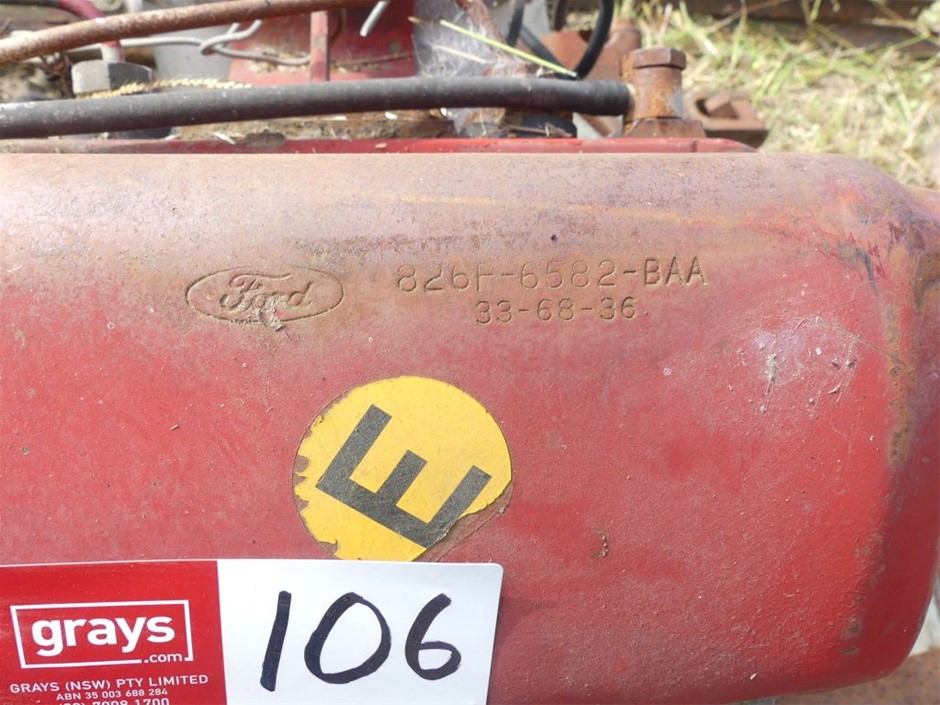 Ford
826F-6582-BAA
33-68-36
E
grays
.com
106
GRAYS (NSW) PTY LIMITED
ABN 35 003 688 284